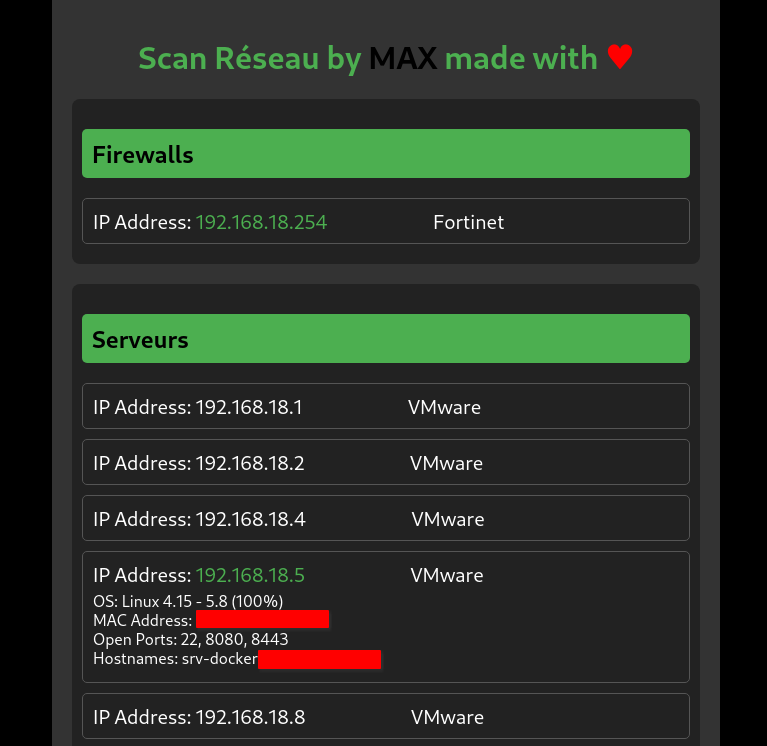 Scan Réseau by MAX made with ♥
Firewalls
IP Address: 192.168.18.254 Fortinet
Serveurs
IP Address: 192.168.18.1 VMware
IP Address: 192.168.18.2 VMware
IP Address: 192.168.18.4 VMware
IP Address: 192.168.18.5 VMware
OS: Linux 4.15 - 5.8 (100%)
MAC Address:
Open Ports: 22, 8080, 8443
Hostnames: srv-docker
IP Address: 192.168.18.8 VMware